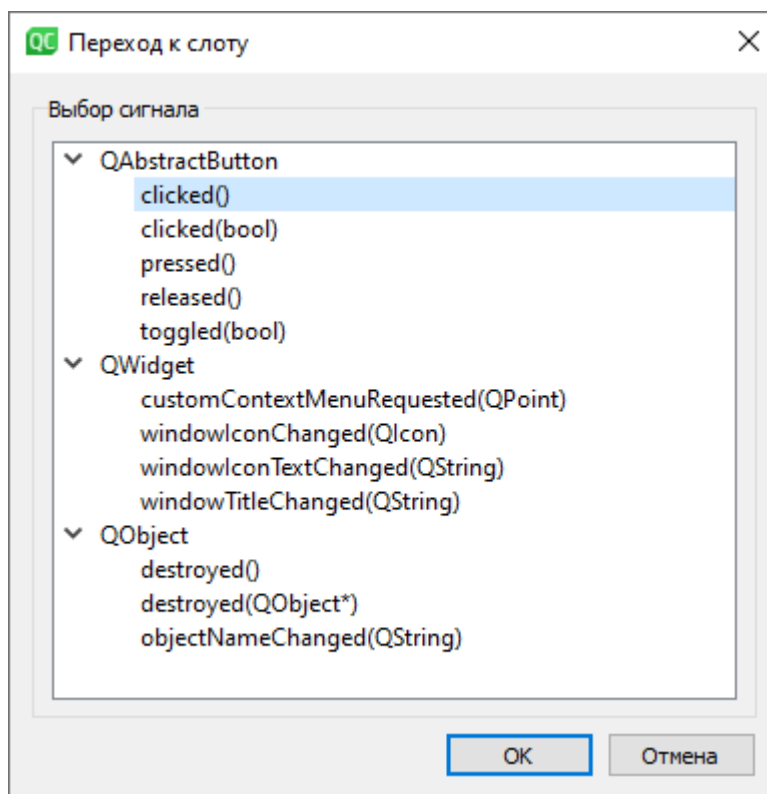 QC Переход к слоту
Выбор сигнала
QAbstractButton
clicked()
clicked(bool)
pressed()
released()
toggled(bool)
QWidget
customContextMenuRequested(QPoint)
windowIconChanged(QIcon)
windowIconTextChanged(QString)
windowTitleChanged(QString)
QObject
destroyed()
destroyed(QObject*)
objectNameChanged(QString)
OK Отмена